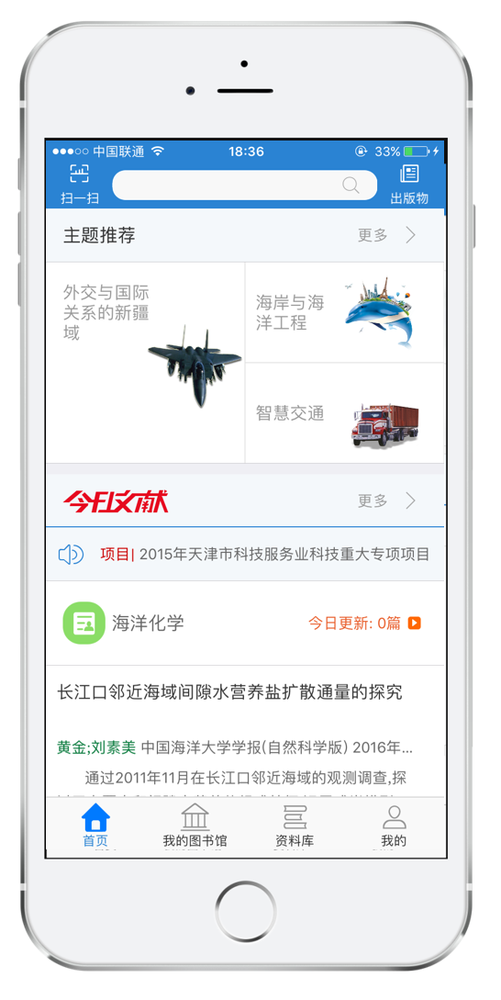 中国联通
18:36
33%
扫一扫
出版物
主题推荐
更多
外交与国际
关系的新疆
域
海岸与海
洋工程
智慧交通
今日文献
更多
项目| 2015年天津市科技服务业科技重大专项项目
海洋化学
今日更新: 0篇
长江口邻近海域间隙水营养盐扩散通量的探究
黄金;刘素美 中国海洋大学学报(自然科学版) 2016年...
通过2011年11月在长江口邻近海域的观测调查,探
首页
我的图书馆
资料库
我的